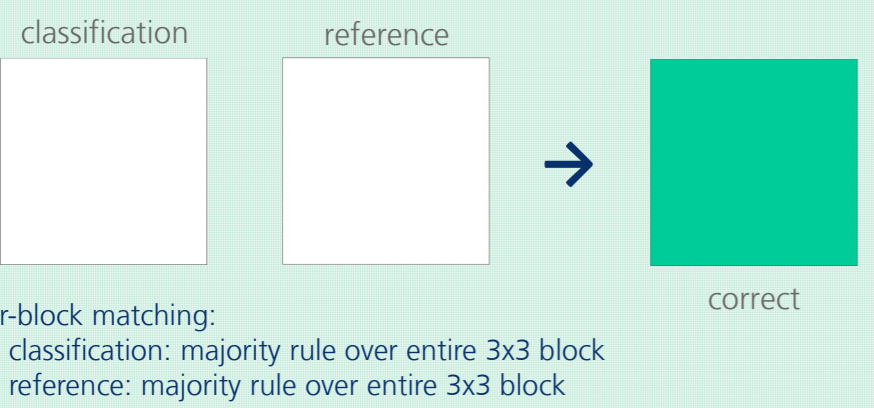 classification
reference
correct
r-block matching:
classification: majority rule over entire 3x3 block
reference: majority rule over entire 3x3 block